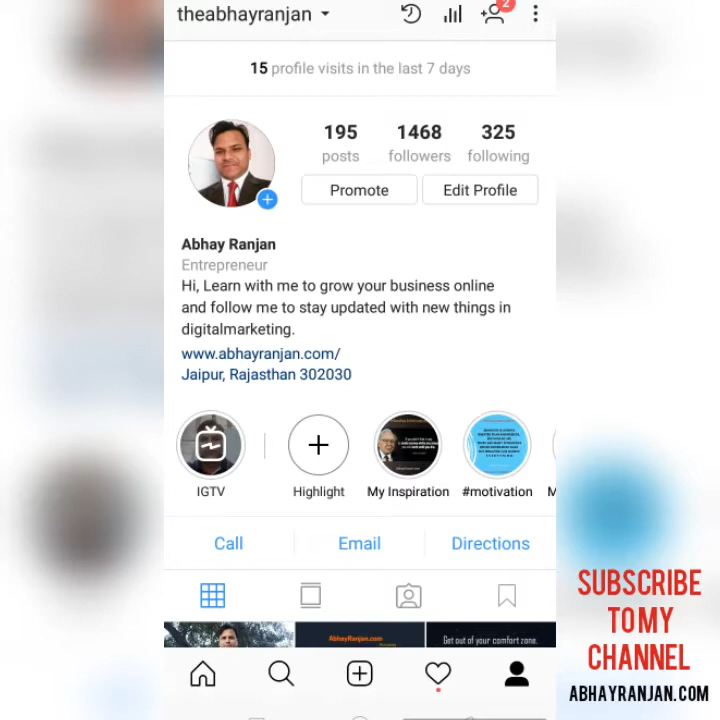 theabhayranjan
2
15 profile visits in the last 7 days
195 1468 325
posts followers following
Promote Edit Profile
Abhay Ranjan
Entrepreneur
Hi, Learn with me to grow your business online
and follow me to stay updated with new things in
digitalmarketing.
www.abhayranjan.com/
Jaipur, Rajasthan 302030
IGTV Highlight My Inspiration #motivation M
Call Email Directions
AbhayRanjan.com
Get out of your comfort zone.
SUBSCRIBE
TO MY
CHANNEL
ABHAYRANJAN.COM